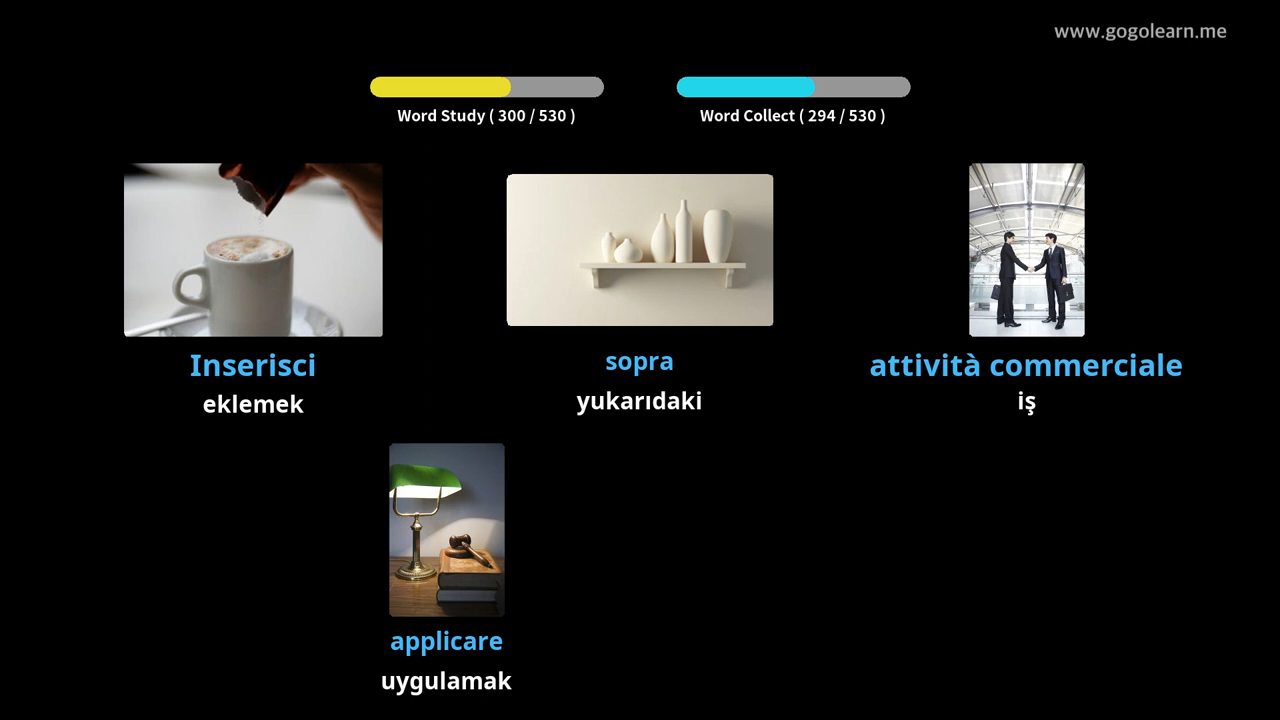 www.gogolearn.me
Word Study ( 300 / 530 )
Word Collect ( 294 / 530 )
Inserisci
eklemek
sopra
yukarıdaki
attività commerciale
iş
applicare
uygulamak